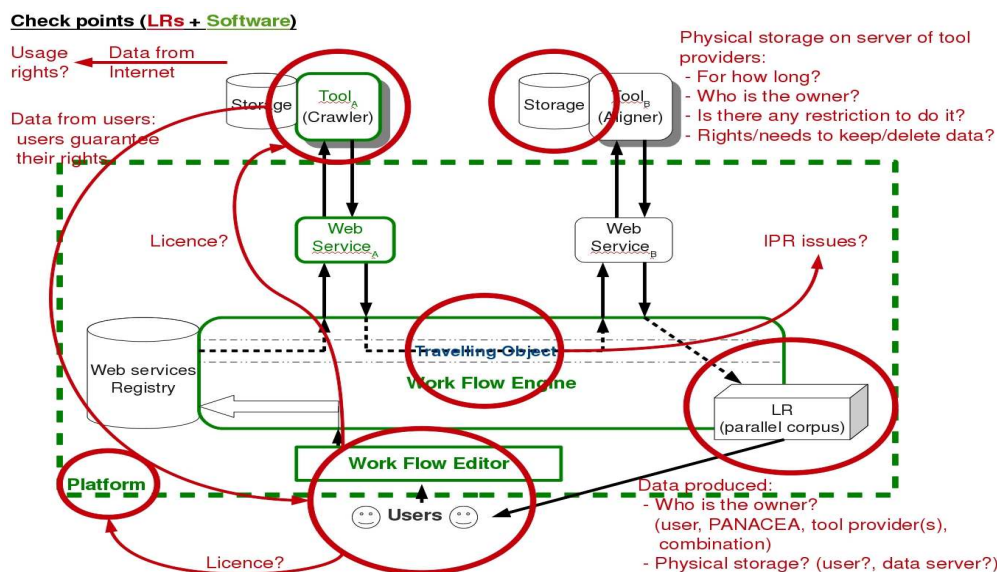 Check points (LRs + Software)
Usage
rights?
Data from
Internet
Data from users:
users guarantee
their rights
Storage
Tool A
(Crawler)
Storage
Tool B
(Aligner)
Physical storage on server of tool
providers:
- For how long?
- Who is the owner?
- Is there any restriction to do it?
- Rights/needs to keep/delete data?
Licence?
Web
Service A
Web
Service B
IPR issues?
Web services
Registry
Travelling Object
Work Flow Engine
LR
(parallel corpus)
Work Flow Editor
Platform
Users
Licence?
Data produced:
- Who is the owner?
(user, PANACEA, tool provider(s),
combination)
- Physical storage? (user?, data server?)